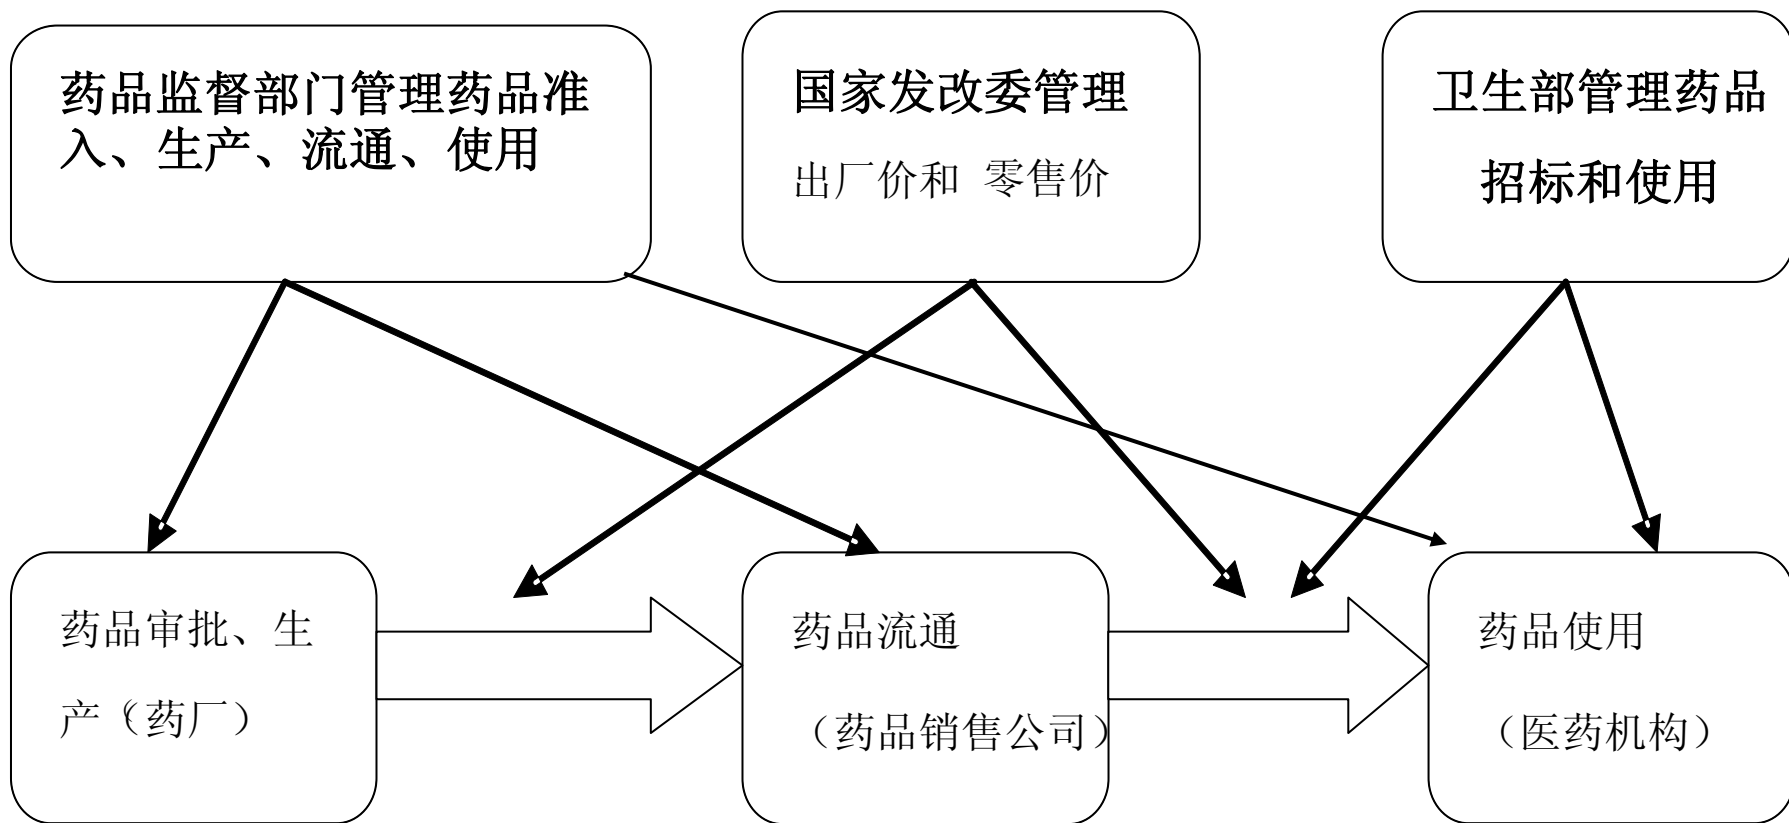 药品监督部门管理药品准
入、生产、流通、使用
国家发改委管理
出厂价和 零售价
卫生部管理药品
招标和使用
药品审批、生
产（药厂）
药品流通
（药品销售公司）
药品使用
（医药机构）